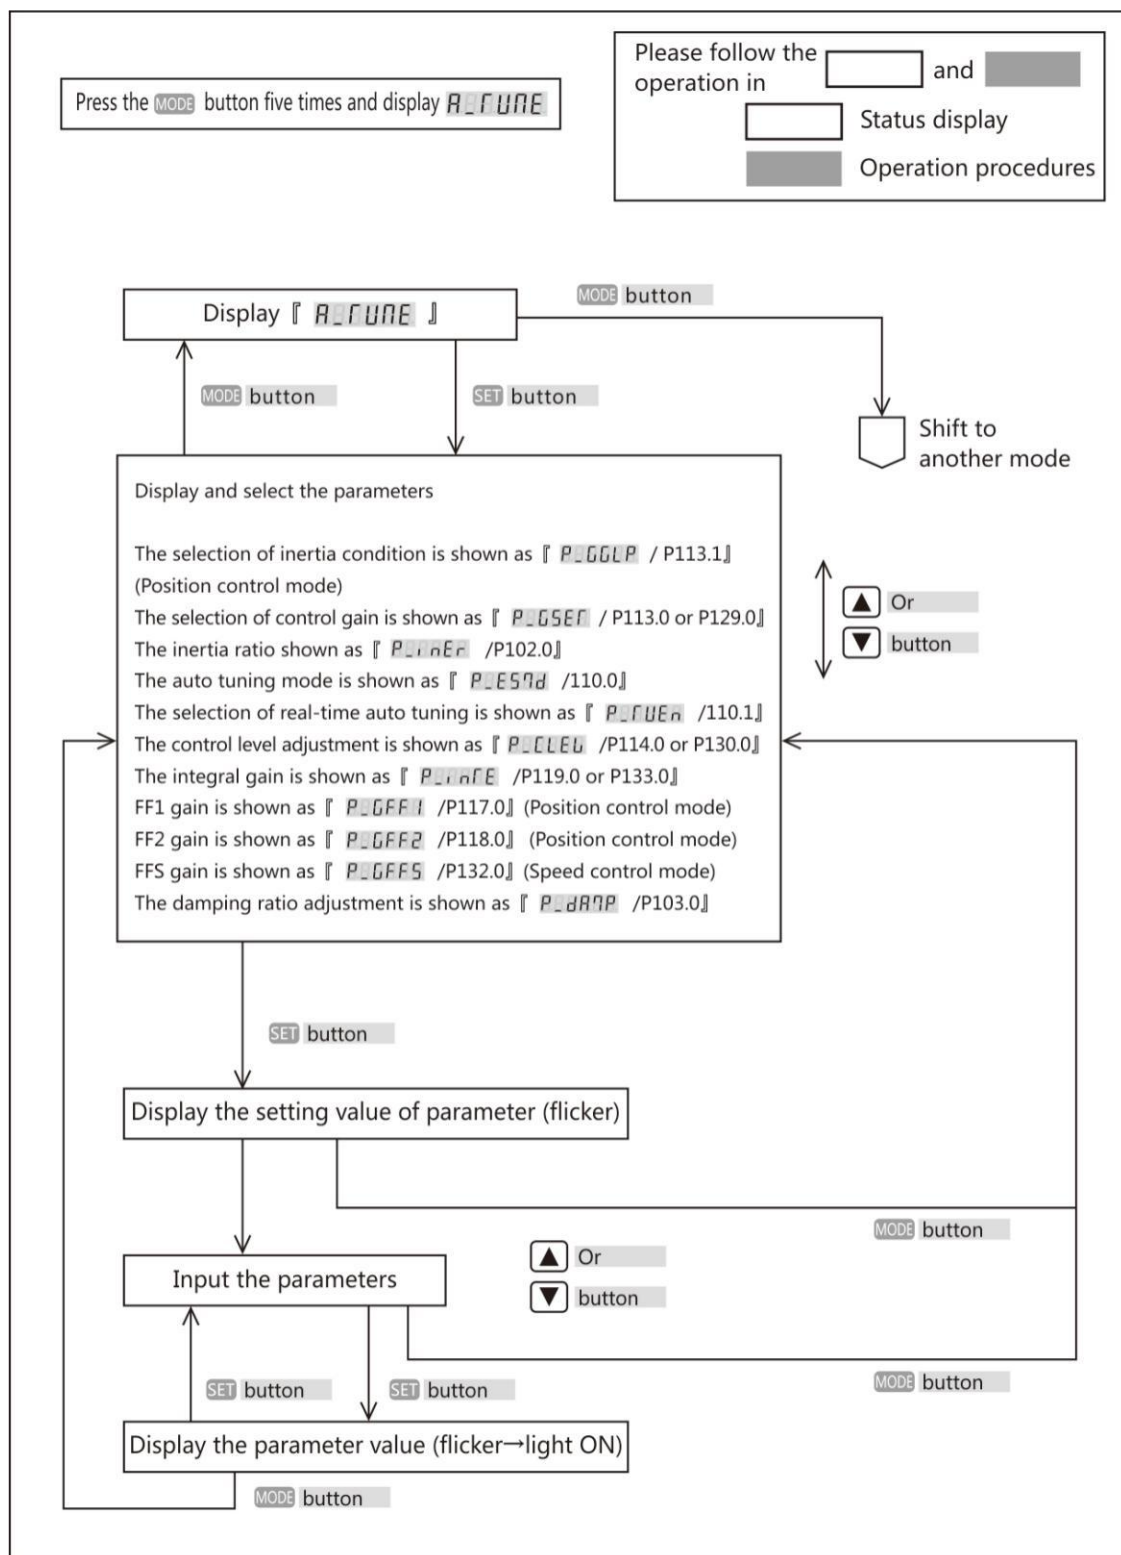 Please follow the
operation in and
Status display
Operation procedures
Press the MODE button five times and display A_TUNE
Display『 A_TUNE 』
MODE button
MODE button
SET button
Shift to
another mode
Display and select the parameters
The selection of inertia condition is shown as『 P_GGLP / P113.1』
(Position control mode)
The selection of control gain is shown as『 P_GSET / P113.0 or P129.0』
The inertia ratio shown as『 P_inEr /P102.0』
The auto tuning mode is shown as『 P_ESMd /110.0』
The selection of real-time auto tuning is shown as『 P_TUEn /110.1』
The control level adjustment is shown as『 P_CLEV /P114.0 or P130.0』
The integral gain is shown as『 P_inTE /P119.0 or P133.0』
FF1 gain is shown as『 P_GFF1 /P117.0』(Position control mode)
FF2 gain is shown as『 P_GFF2 /P118.0』 (Position control mode)
FFS gain is shown as『 P_GFFS /P132.0』(Speed control mode)
The damping ratio adjustment is shown as『 P_dAMP /P103.0』
▲ Or
▼ button
SET button
Display the setting value of parameter (flicker)
MODE button
Input the parameters
▲ Or
▼ button
MODE button
SET button
SET button
Display the parameter value (flicker→light ON)
MODE button